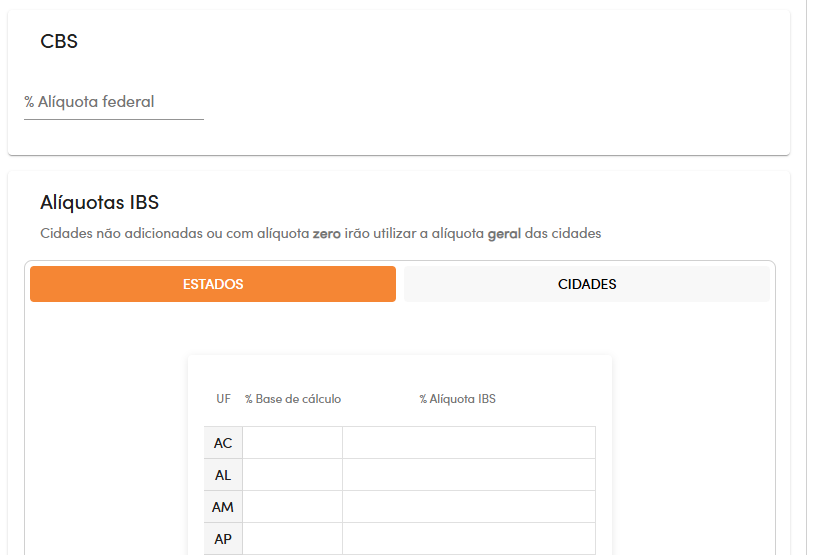 CBS
% Alíquota federal
Alíquotas IBS
Cidades não adicionadas ou com alíquota zero irão utilizar a alíquota geral das cidades
ESTADOS CIDADES
UF % Base de cálculo % Alíquota IBS
AC
AL
AM
AP